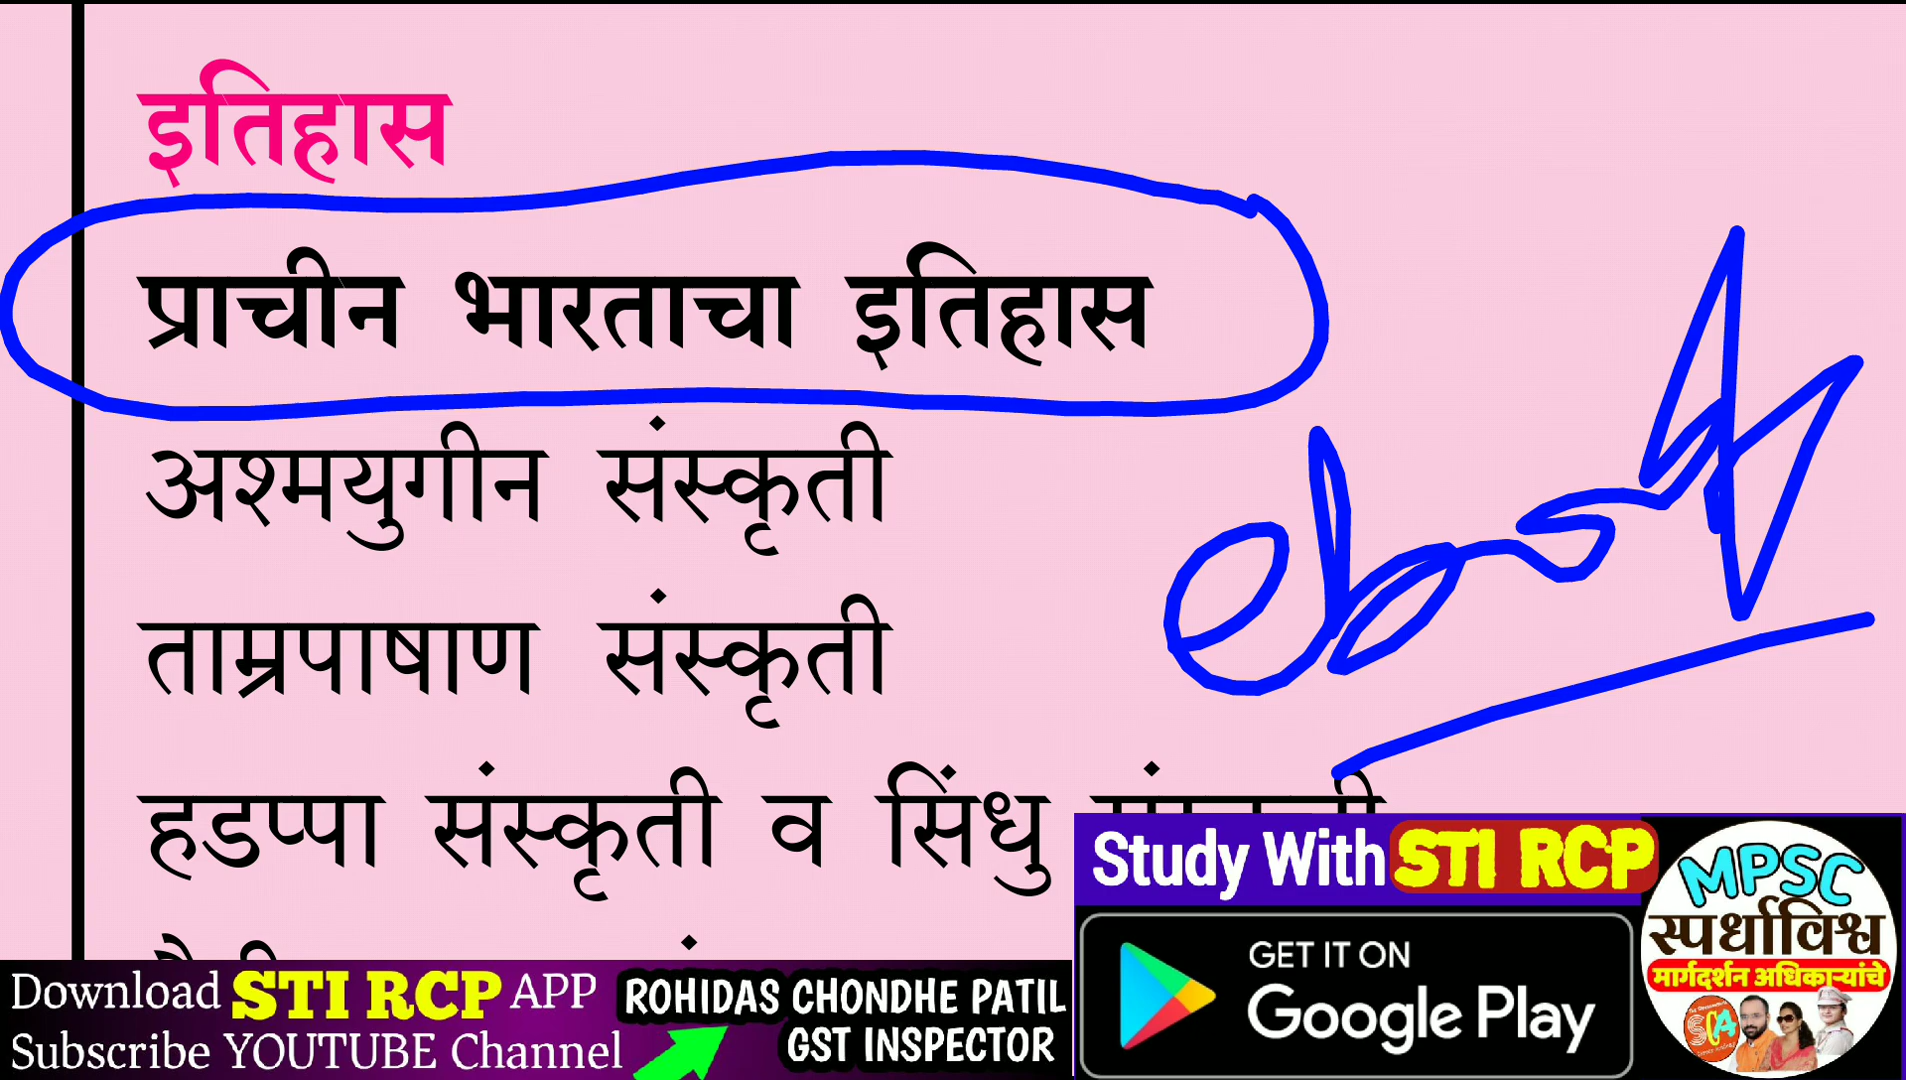 इतिहास
प्राचीन भारताचा इतिहास
अश्मयुगीन संस्कृती
ताम्रपाषाण संस्कृती
हडप्पा संस्कृती व सिंधु संस्कृती
Study With STI RCP
GET IT ON
Google Play
MPSC
स्पर्धाविश्व
मार्गदर्शन अधिकाऱ्यांचे
SCA
Download STI RCP APP
Subscribe YOUTUBE Channel
ROHIDAS CHONDHE PATIL
GST INSPECTOR